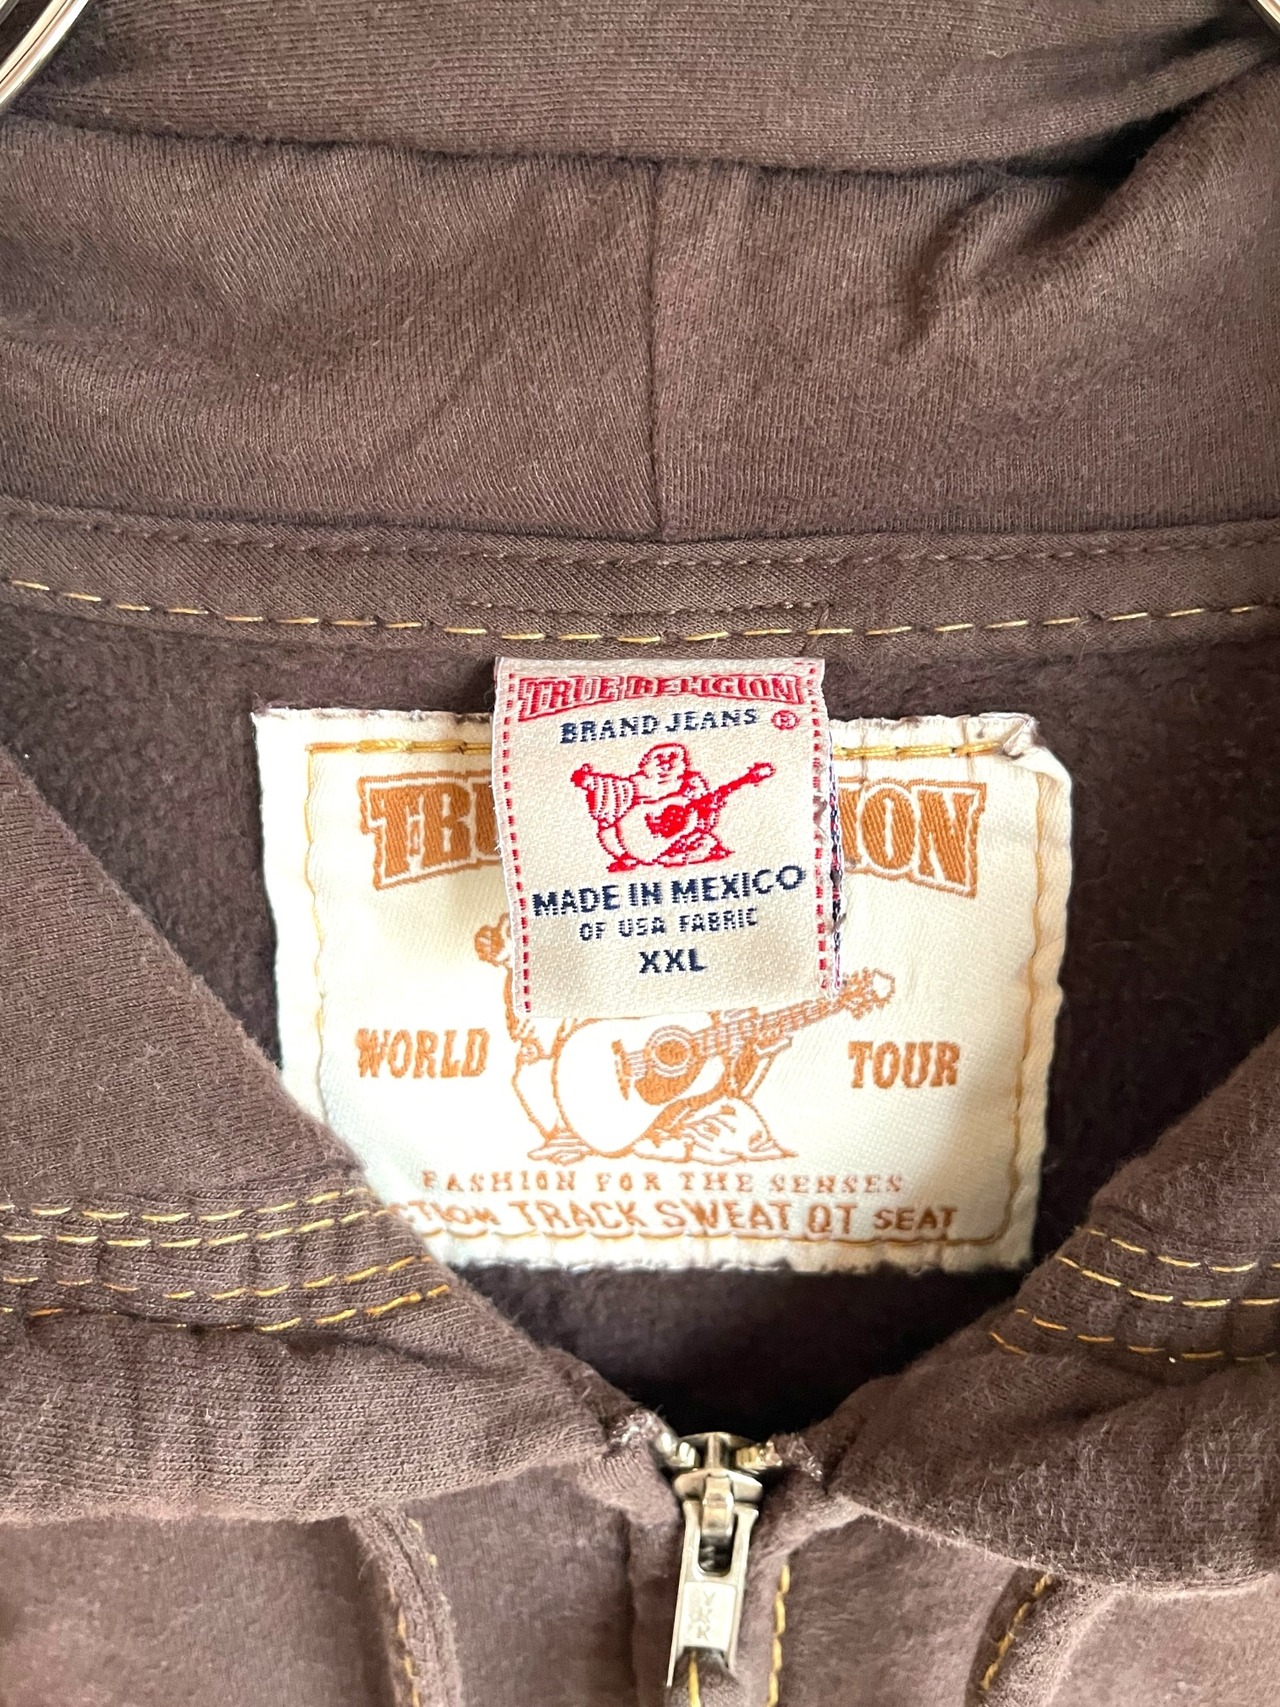 TRUE RELIGION
BRAND JEANS ®
MADE IN MEXICO
OF USA FABRIC
XXL
WORLD TOUR
FASHION FOR THE SENSES
TRACK SWEAT QT SEAT
YKK